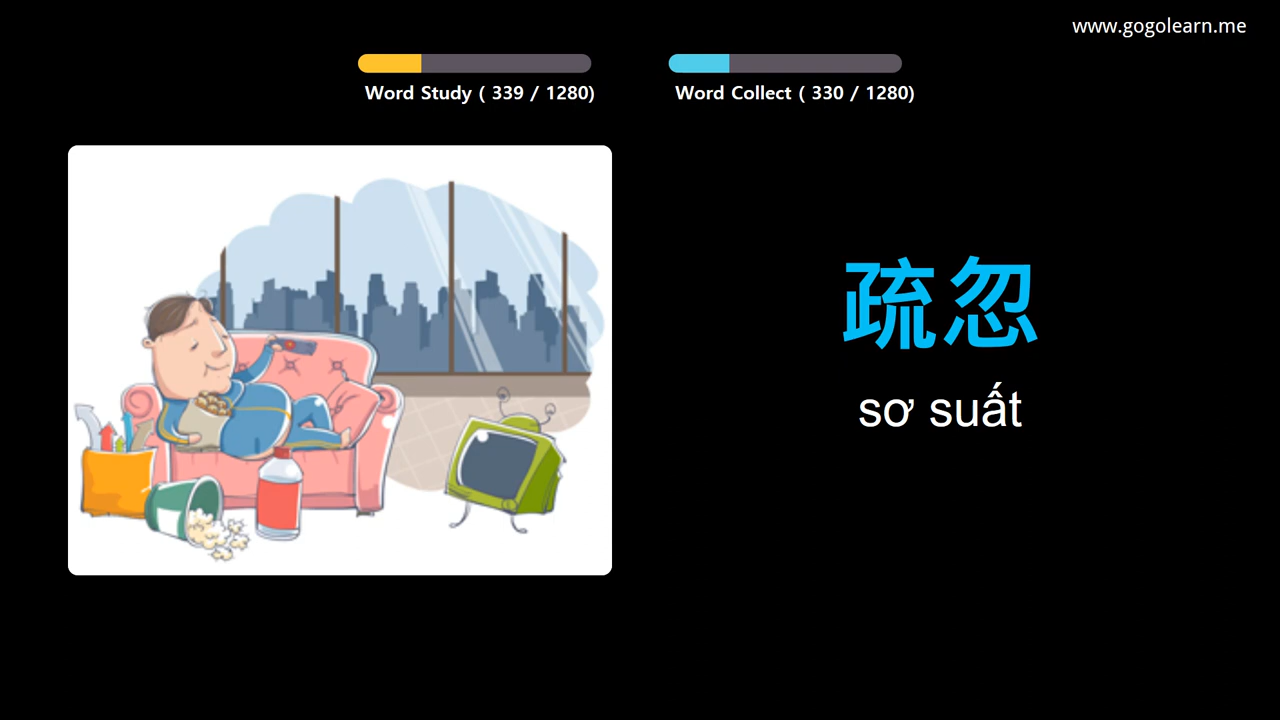 www.gogolearn.me
Word Study ( 339 / 1280)
Word Collect ( 330 / 1280)
疏忽
sơ suất